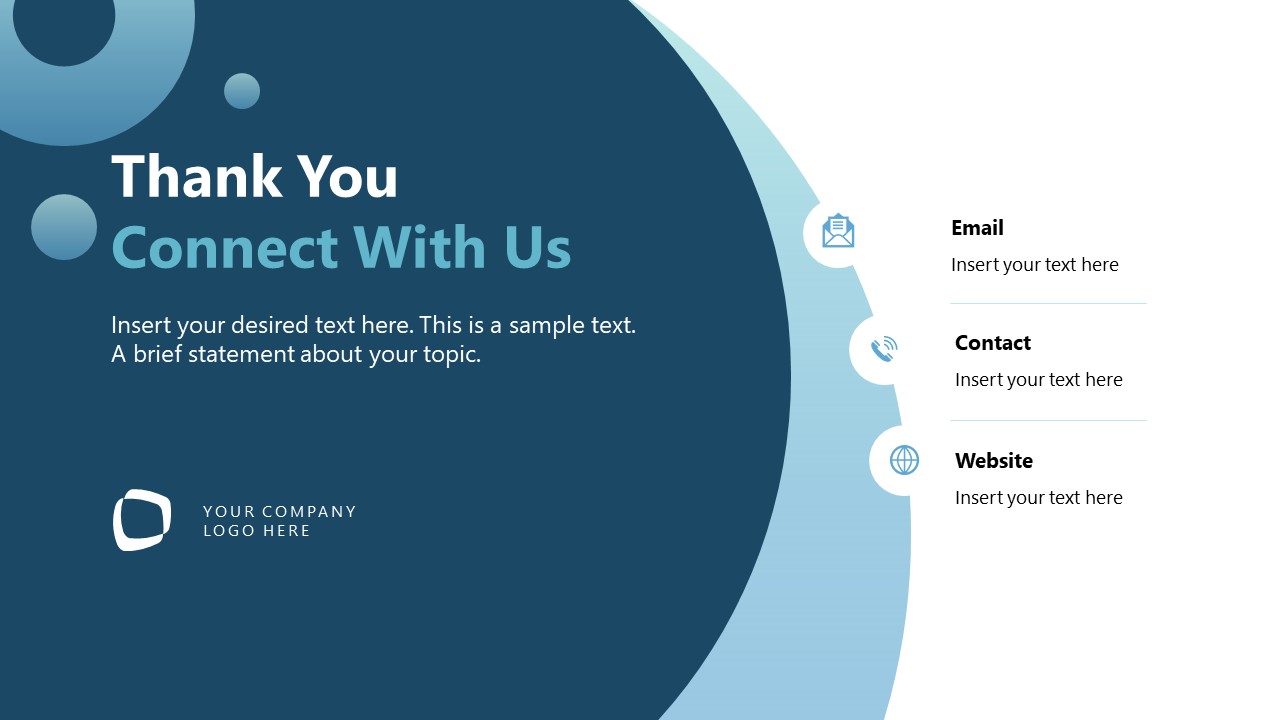 Thank You
Connect With Us
Insert your desired text here. This is a sample text.
A brief statement about your topic.
YOUR COMPANY
LOGO HERE
Email
Insert your text here
Contact
Insert your text here
Website
Insert your text here